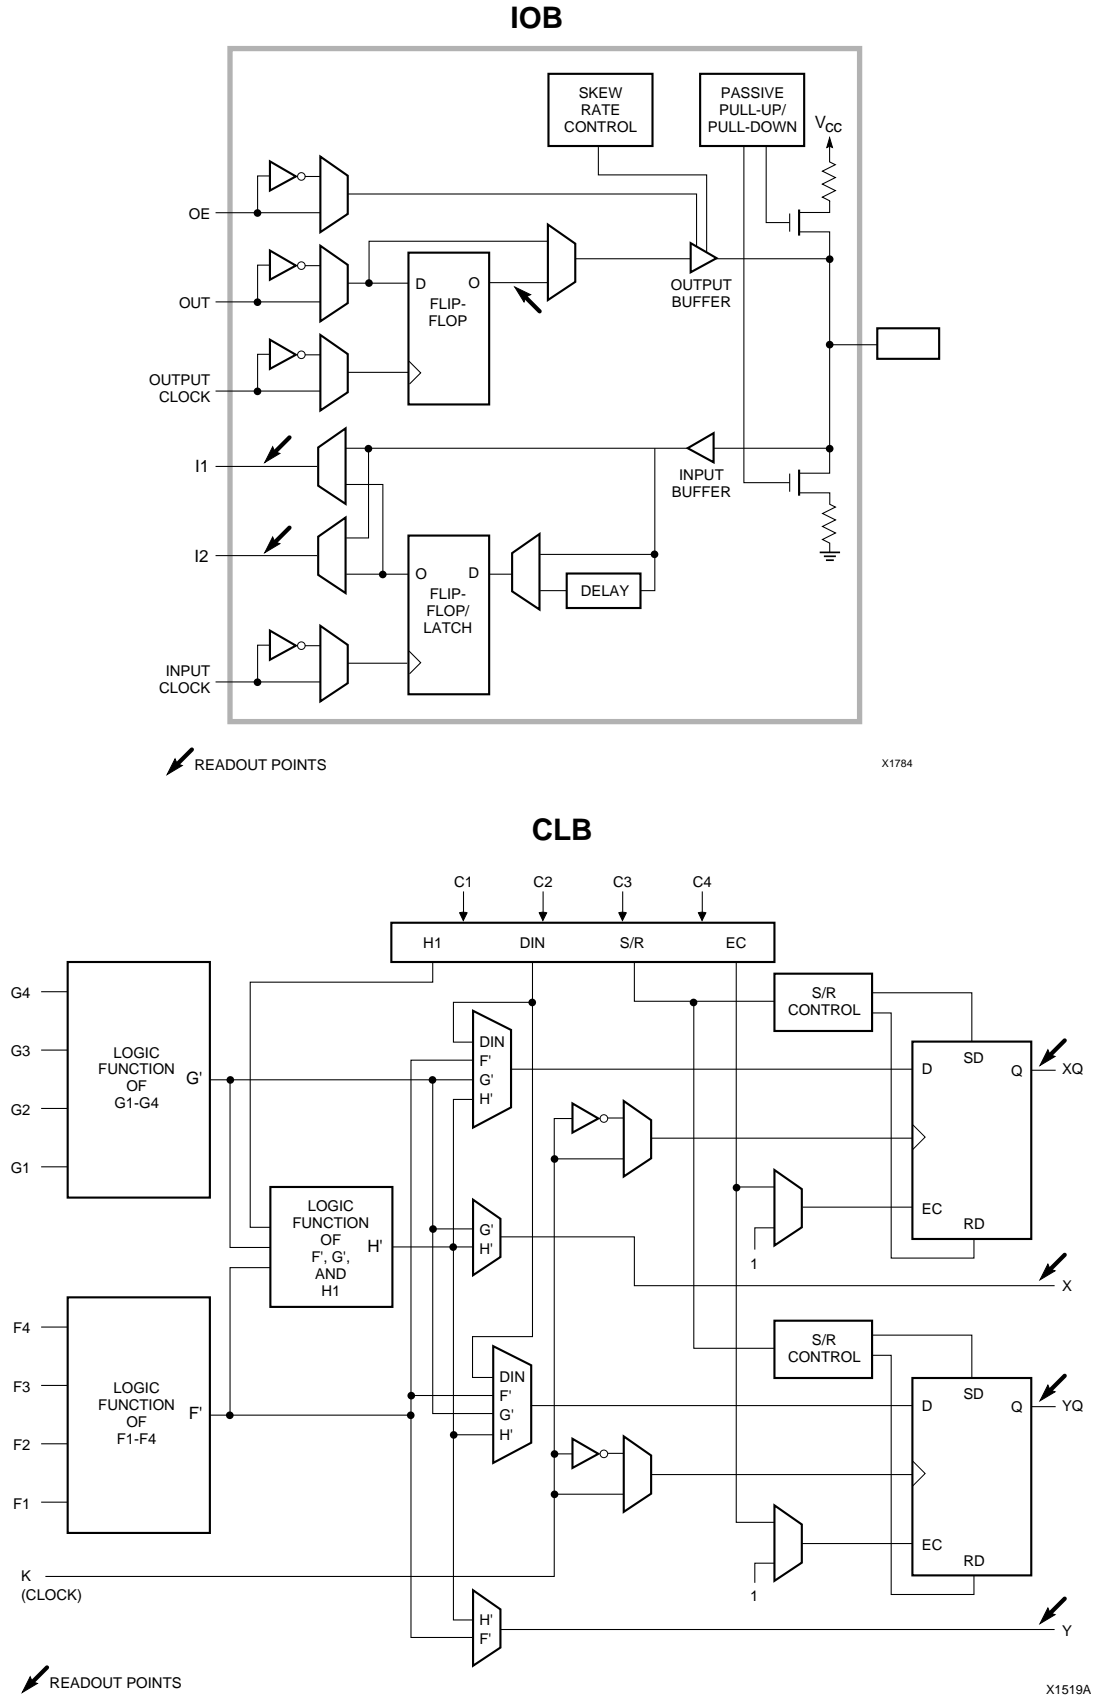 IOB
SKEW
RATE
CONTROL
PASSIVE
PULL-UP/
PULL-DOWN
VCC
OE
OUT
D
O
FLIP-
FLOP
OUTPUT
BUFFER
OUTPUT
CLOCK
I1
INPUT
BUFFER
I2
O
D
FLIP-
FLOP/
LATCH
DELAY
INPUT
CLOCK
READOUT POINTS
X1784
CLB
C1
C2
C3
C4
H1
DIN
S/R
EC
G4
G3
G2
G1
LOGIC
FUNCTION
OF
G1-G4
G'
DIN
F'
G'
H'
S/R
CONTROL
D
SD
Q
XQ
EC
RD
1
LOGIC
FUNCTION
OF
F', G',
AND
H1
H'
G'
H'
X
F4
F3
F2
F1
LOGIC
FUNCTION
OF
F1-F4
F'
DIN
F'
G'
H'
S/R
CONTROL
D
SD
Q
YQ
EC
RD
1
K
(CLOCK)
H'
F'
Y
READOUT POINTS
X1519A